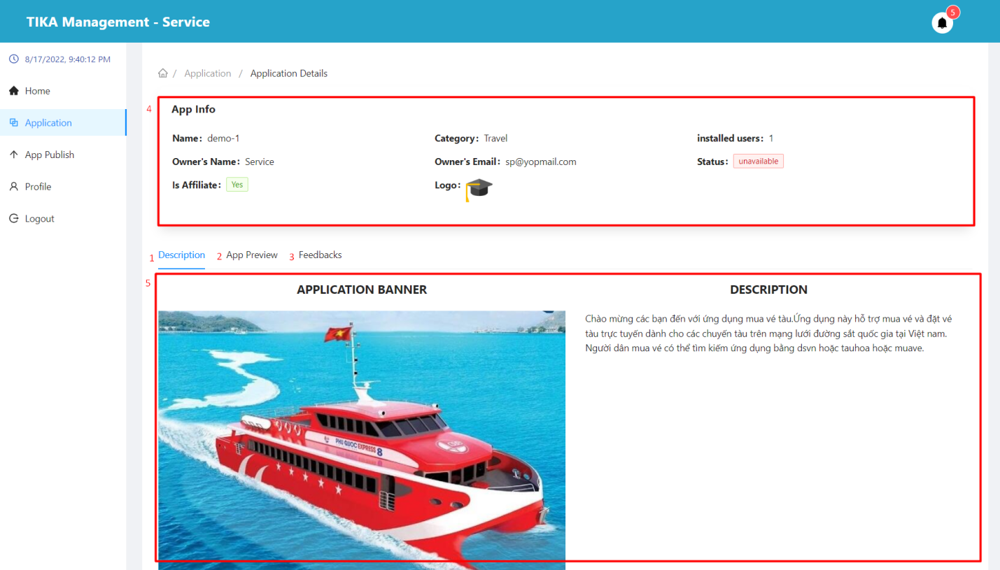 TIKA Management - Service
5
8/17/2022, 9:40:12 PM
Home
Application
App Publish
Profile
Logout
/ Application / Application Details
4
App Info
Name: demo-1
Category: Travel
installed users: 1
Owner's Name: Service
Owner's Email: sp@yopmail.com
Status: unavailable
Is Affiliate: Yes
Logo:
1 Description 2 App Preview 3 Feedbacks
5
APPLICATION BANNER
PHU QUOC EXPRESS 8
DESCRIPTION
Chào mừng các bạn đến với ứng dụng mua vé tàu.Ứng dụng này hỗ trợ mua vé và đặt vé
tàu trực tuyến dành cho các chuyến tàu trên mạng lưới đường sắt quốc gia tại Việt nam.
Người dân mua vé có thể tìm kiếm ứng dụng bằng dsvn hoặc tauhoa hoặc muave.